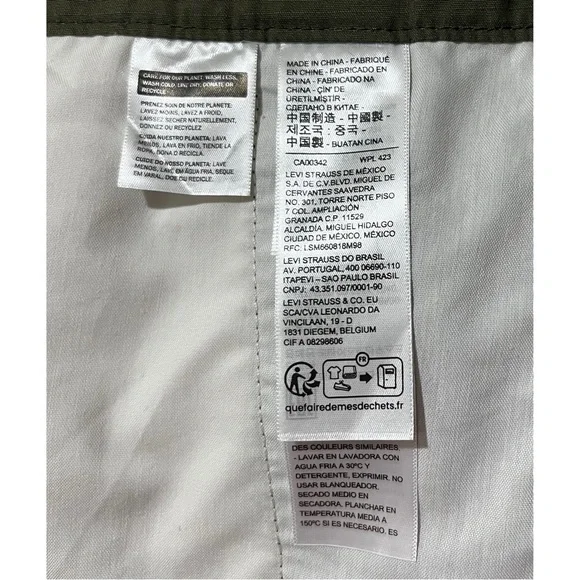 CARE FOR OUR PLANET: WASH LESS,
WASH COLD, LINE DRY, DONATE OR
RECYCLE
PRENEZ SOIN DE NOTRE PLANETE:
LAVEZ MOINS, LAVEZ A FROID,
LAISSEZ SECHER NATURELLEMENT,
DONNEZ OU RECYCLEZ
CUIDA NUESTRO PLANETA: LAVA
MENOS, LAVA EN FRIO, TIENDE LA
ROPA, DONA O RECICLA.
CUIDE DO NOSSO PLANETA: LAVE
MENOS, LAVE EM ÁGUA FRIA, SEQUE
EM VARAL, DOE OU RECICLE.
MADE IN CHINA - FABRIQUÉ
EN CHINE - FABRICADO EN
CHINA - FABRICADO NA
CHINA - ÇİN' DE
ÜRETİLMİŞTİR -
СДЕЛАНО В КИТАЕ -
中国制造 - 中国製 -
제조국 : 중국 -
中國製 - BUATAN CINA
CA00342 WPL 423
LEVI STRAUSS DE MÉXICO
S.A. DE C.V.BLVD. MIGUEL DE
CERVANTES SAAVEDRA
NO. 301, TORRE NORTE PISO
7 COL. AMPLIACIÓN
GRANADA C.P. 11529
ALCALDÍA. MIGUEL HIDALGO
CIUDAD DE MÉXICO, MÉXICO
RFC: LSM660818M98
LEVI STRAUSS DO BRASIL
AV. PORTUGAL, 400 06690-110
ITAPEVI – SAO PAULO BRASIL
CNPJ: 43.351.097/0001-90
LEVI STRAUSS & CO. EU
SCA/CVA LEONARDO DA
VINCILAAN, 19 - D
1831 DIEGEM, BELGIUM
CIF A 08298606
FR
quefairedemesdechets.fr
DES COULEURS SIMILAIRES.
- LAVAR EN LAVADORA CON
AGUA FRIA A 30ºC Y
DETERGENTE, EXPRIMIR, NO
USAR BLANQUEADOR.
SECADO MEDIO EN
SECADORA, PLANCHAR EN
TEMPERATURA MEDIO A
150ºC SI ES NECESARIO. ES